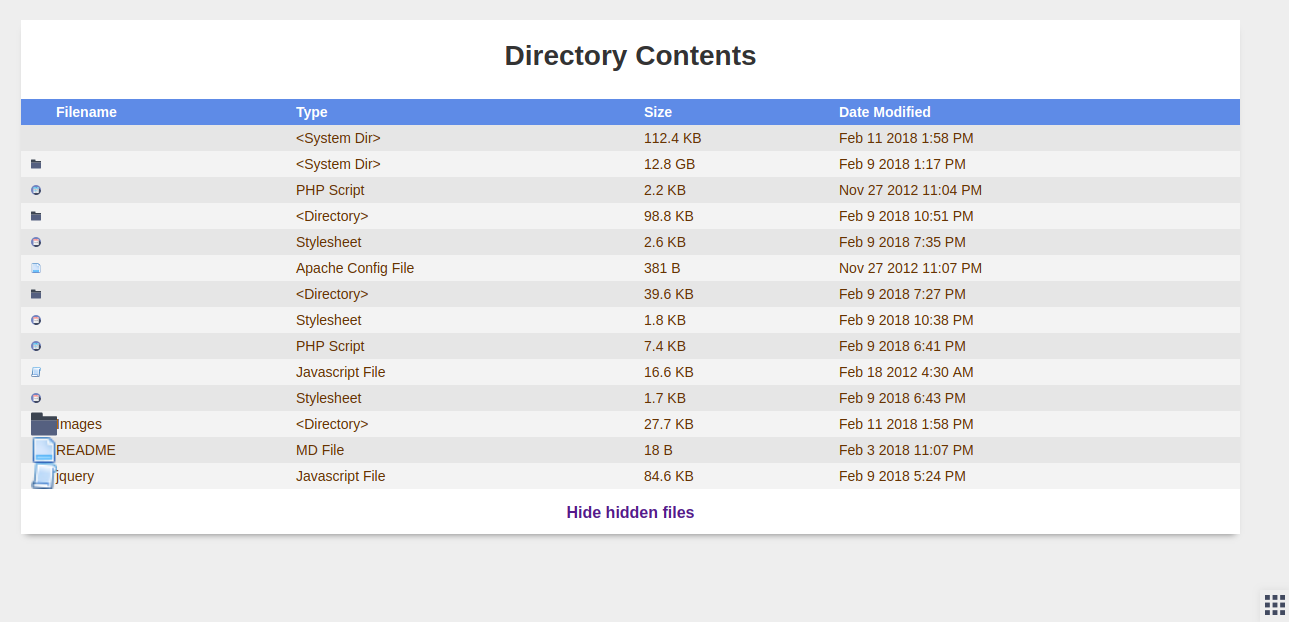 Directory Contents
Filename Type Size Date Modified
<System Dir> 112.4 KB Feb 11 2018 1:58 PM
<System Dir> 12.8 GB Feb 9 2018 1:17 PM
PHP Script 2.2 KB Nov 27 2012 11:04 PM
<Directory> 98.8 KB Feb 9 2018 10:51 PM
Stylesheet 2.6 KB Feb 9 2018 7:35 PM
Apache Config File 381 B Nov 27 2012 11:07 PM
<Directory> 39.6 KB Feb 9 2018 7:27 PM
Stylesheet 1.8 KB Feb 9 2018 10:38 PM
PHP Script 7.4 KB Feb 9 2018 6:41 PM
Javascript File 16.6 KB Feb 18 2012 4:30 AM
Stylesheet 1.7 KB Feb 9 2018 6:43 PM
Images <Directory> 27.7 KB Feb 11 2018 1:58 PM
README MD File 18 B Feb 3 2018 11:07 PM
jquery Javascript File 84.6 KB Feb 9 2018 5:24 PM
Hide hidden files